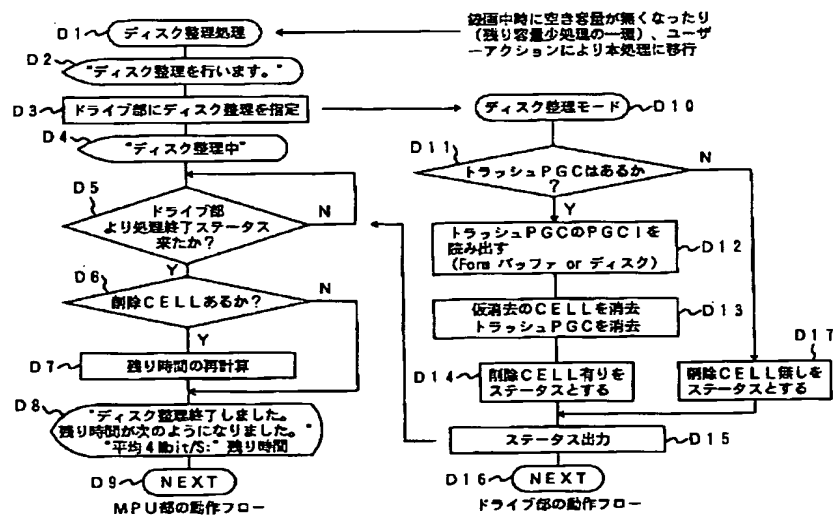 録画中時に空き容量が無くなったり
(残り容量少処理の一環)、ユーザ
ーアクションにより本処理に移行
D1
ディスク整理処理
D2
"ディスク整理を行います。"
D3
ドライブ部にディスク整理を指定
D4
"ディスク整理中"
D5
ドライブ部
より処理終了ステータス
来たか?
N
Y
D6
削除CELLあるか?
N
Y
D7
残り時間の再計算
D8
"ディスク整理終了しました。
残り時間が次のようになりました。"
"平均4Mbit/S:"残り時間
D9
NEXT
MPU部の動作フロー
ディスク整理モード
D10
D11
トラッシュPGCはあるか
?
N
Y
トラッシュPGCのPGCIを
読み出す
(Form バッファ or ディスク)
D12
仮消去のCELLを消去
トラッシュPGCを消去
D13
D14
削除CELL有りを
ステータスとする
D17
削除CELL無しを
ステータスとする
ステータス出力
D15
D16
NEXT
ドライブ部の動作フロー